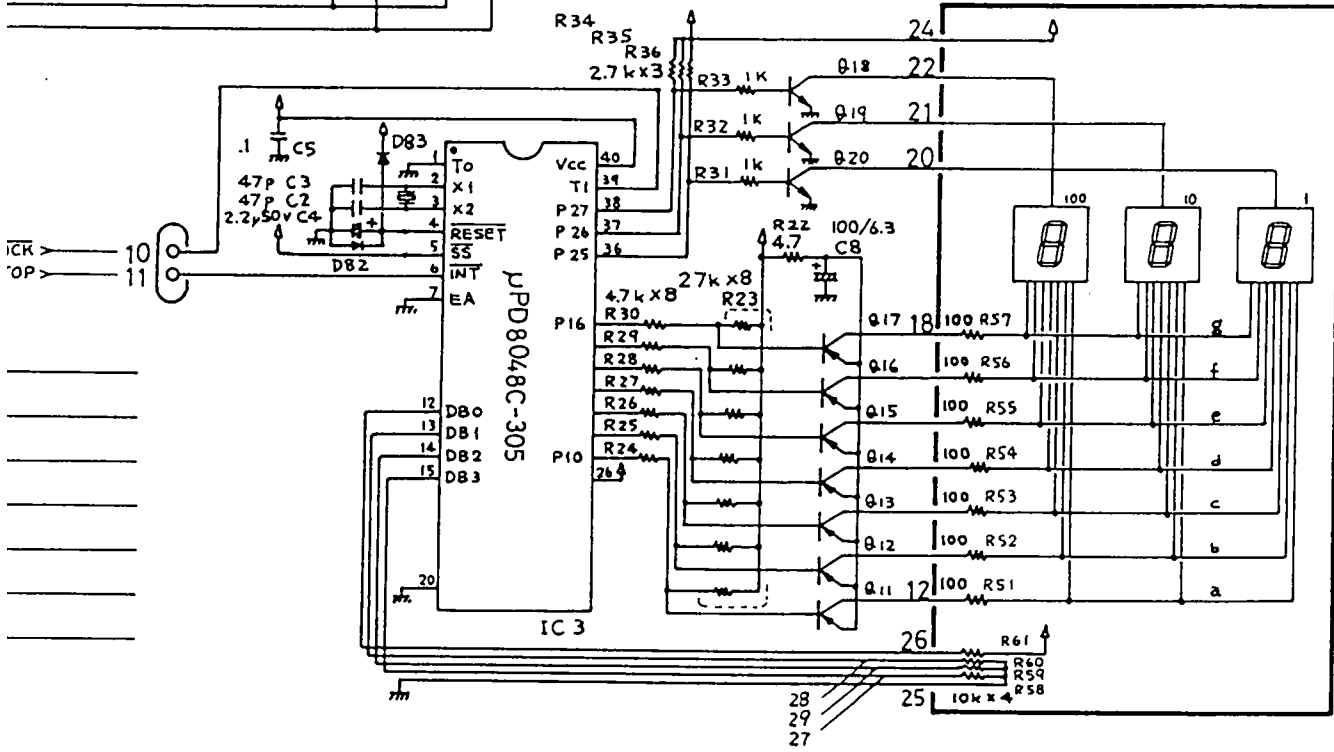 R34
R35
R36
2.7k×3
24
22
21
20
R33 1K
R32 1K
R31 1k
Q18
Q19
Q20
100
10
1
.1 C5
D83
47P C3
47P C2
2.2µ50V C4
D82
10
11
1 To
2 X1
3 X2
4 RESET
5 SS
6 INT
7 EA
12 DB0
13 DB1
14 DB2
15 DB3
20
Vcc 40
T1 39
P27 38
P26 37
P25 36
P16
P10
26
µPD8048C-305
IC3
R22
4.7
100/6.3
C8
4.7k×8
27k×8
R23
R30
R29
R28
R27
R26
R25
R24
Q17 18 100 R57 g
Q16 100 R56 f
Q15 100 R55 e
Q14 100 R54 d
Q13 100 R53 c
Q12 100 R52 b
Q11 12 100 R51 a
26
R61
R60
R59
R58
25 10k×4
28
29
27